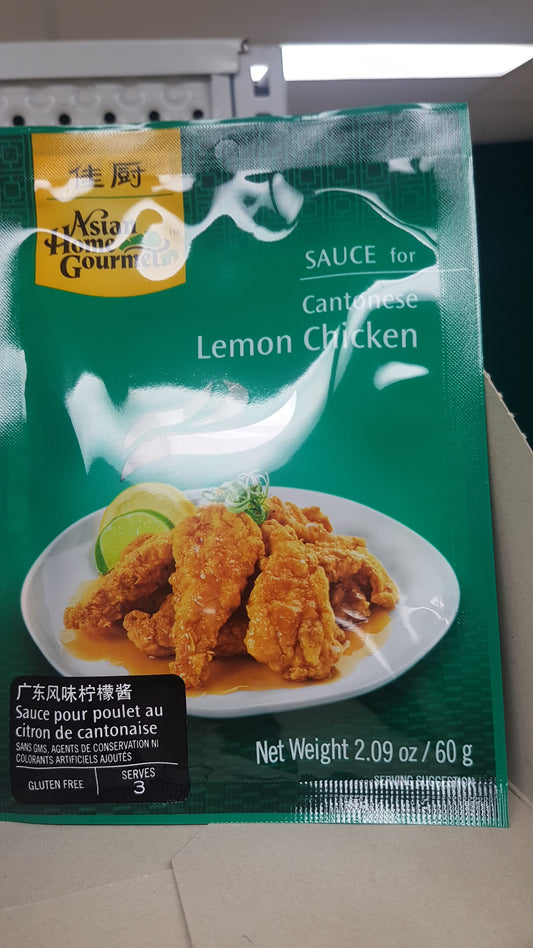 佳厨
Asian
Home
Gourmet
TM
SAUCE for
Cantonese
Lemon Chicken
广东风味柠檬酱
Sauce pour poulet au
citron de cantonaise
SANS GMS, AGENTS DE CONSERVATION NI
COLORANTS ARTIFICIELS AJOUTÉS
GLUTEN FREE
SERVES
3
Net Weight 2.09 oz / 60 g
SERVING SUGGESTION